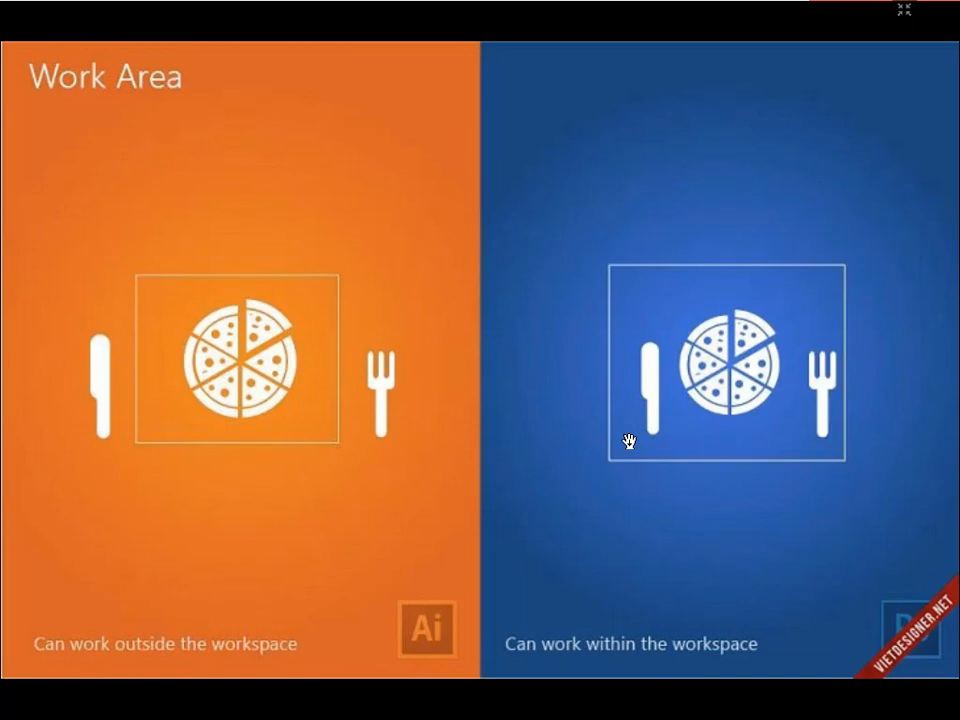 Work Area
Can work outside the workspace
Ai
Can work within the workspace
VIETDESIGNER.NET